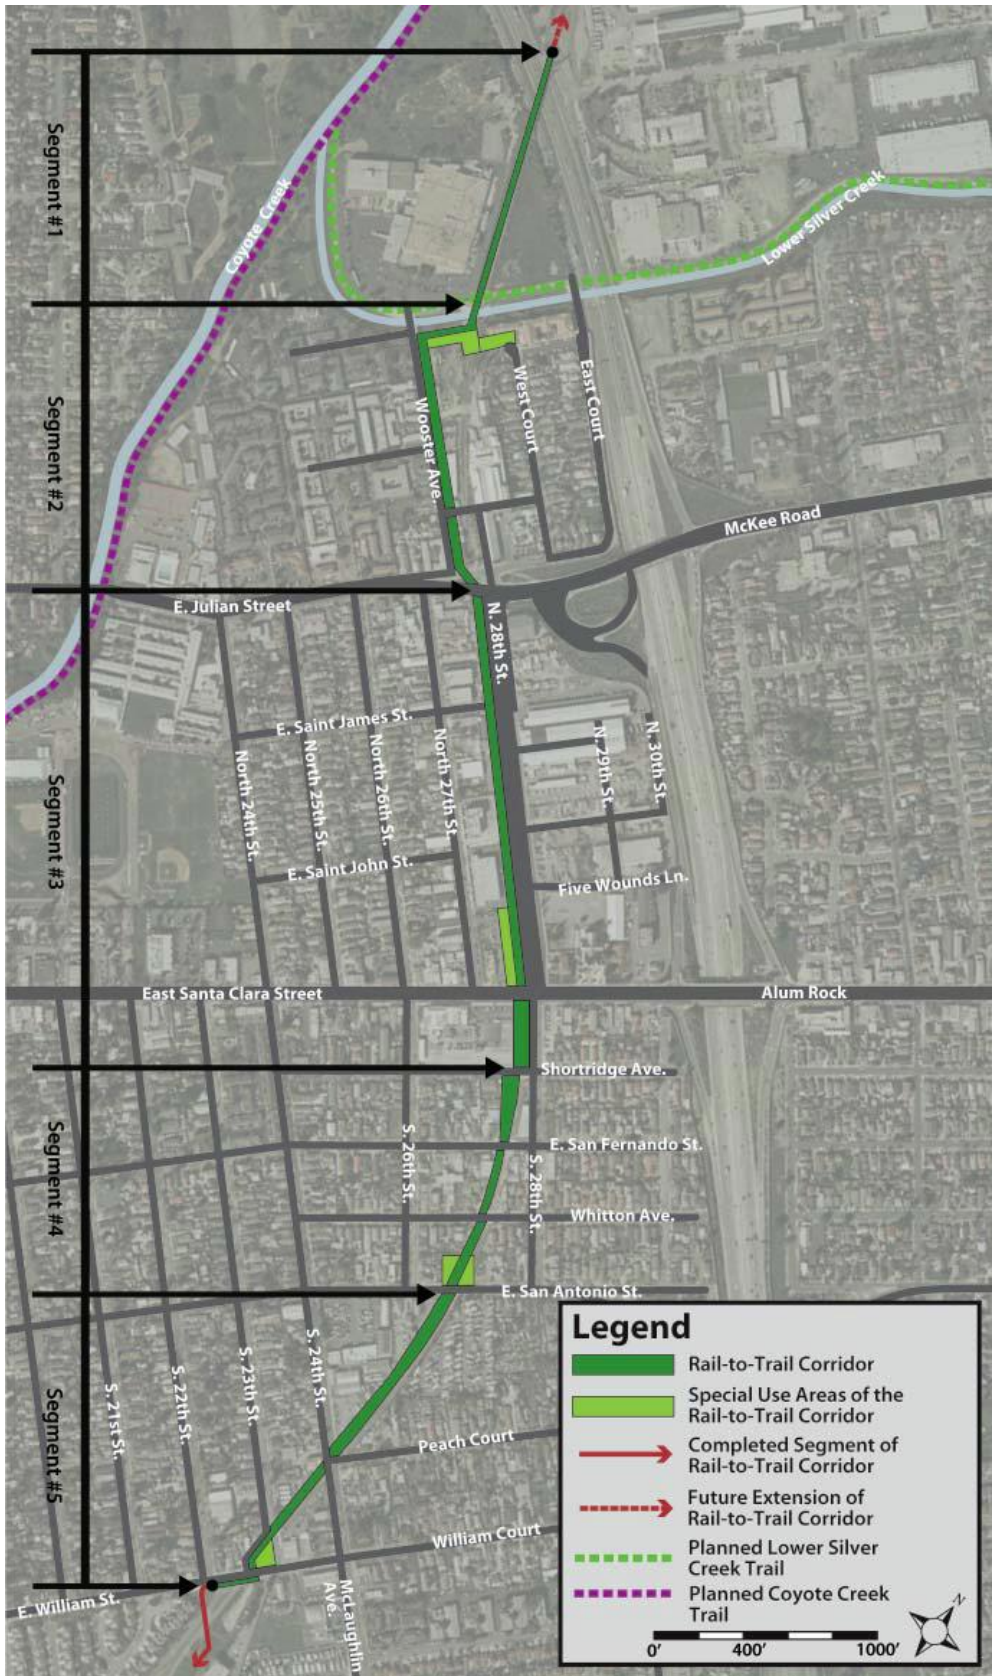 Segment #1
Coyote Creek
Lower Silver Creek
Segment #2
Wooster Ave.
West Court
East Court
McKee Road
E. Julian Street
N. 28th St.
E. Saint James St.
North 24th St.
North 25th St.
North 26th St.
North 27th St.
N. 29th St.
N. 30th St.
Segment #3
E. Saint John St.
Five Wounds Ln.
East Santa Clara Street
Alum Rock
Shortridge Ave.
Segment #4
S. 26th St.
E. San Fernando St.
S. 28th St.
Whitton Ave.
E. San Antonio St.
Segment #5
S. 21st St.
S. 22th St.
S. 23th St.
S. 24th St.
Peach Court
William Court
E. William St.
McLaughlin
Ave.
Legend
Rail-to-Trail Corridor
Special Use Areas of the
Rail-to-Trail Corridor
Completed Segment of
Rail-to-Trail Corridor
Future Extension of
Rail-to-Trail Corridor
Planned Lower Silver
Creek Trail
Planned Coyote Creek
Trail
N
0' 400' 1000'